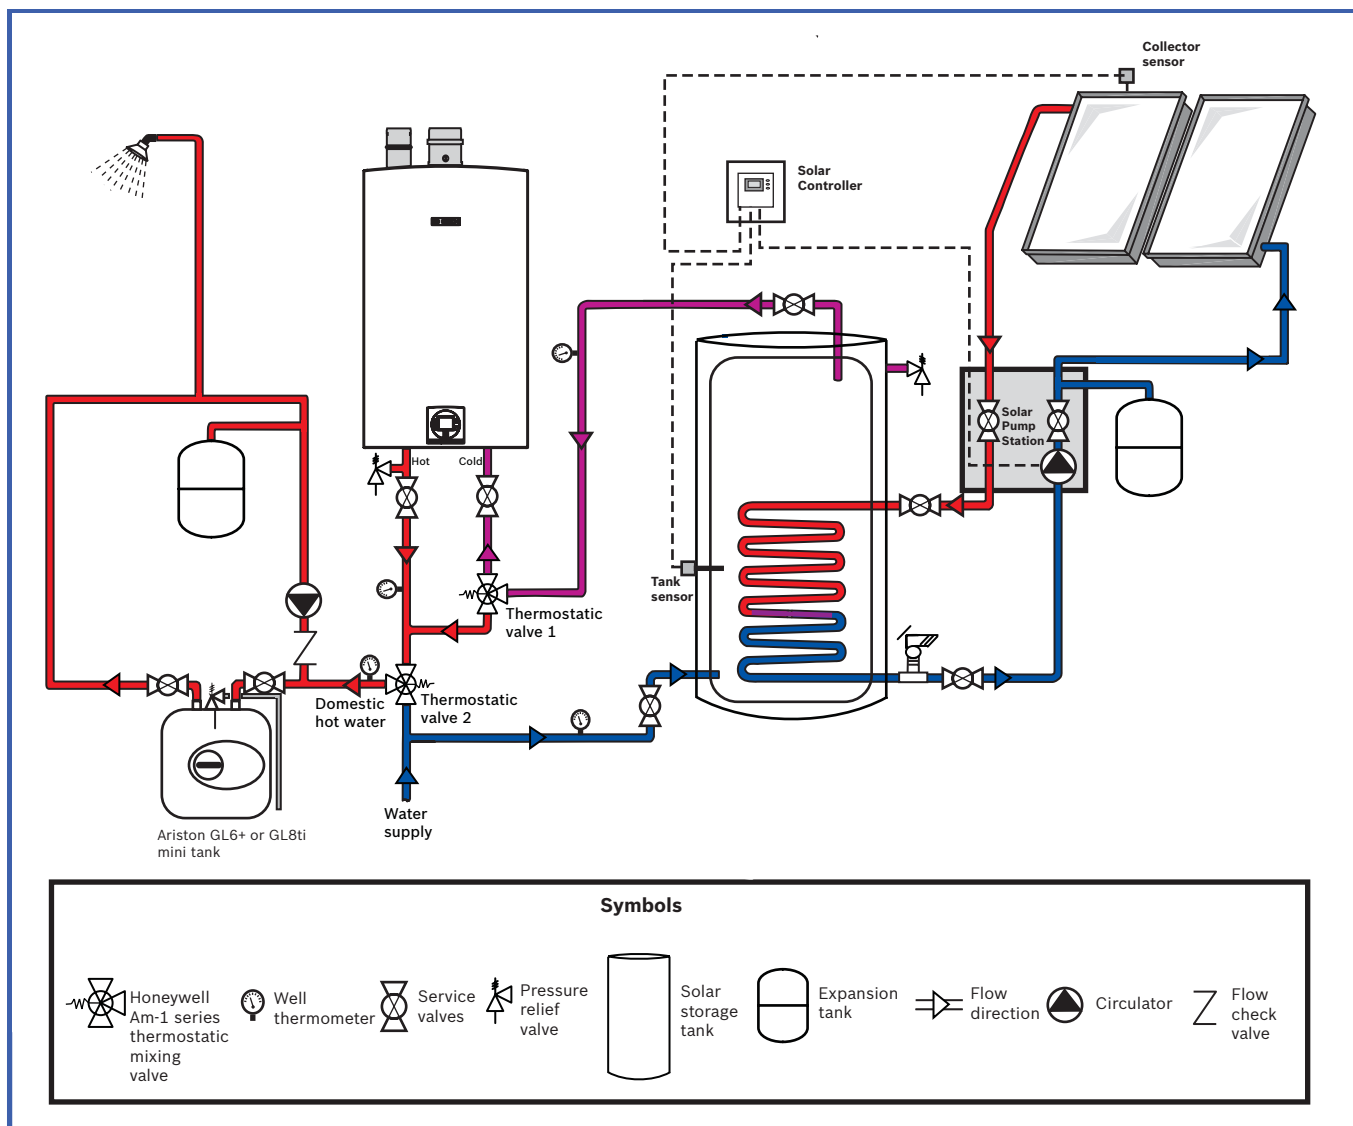 Collector
sensor
Solar
Controller
Solar
Pump
Station
Hot
Cold
Tank
sensor
Thermostatic
valve 1
Thermostatic
valve 2
Domestic
hot water
Water
supply
Ariston GL6+ or GL8ti
mini tank
Symbols
Honeywell
Am-1 series
thermostatic
mixing
valve
Well
thermometer
Service
valves
Pressure
relief
valve
Solar
storage
tank
Expansion
tank
Flow
direction
Circulator
Flow
check
valve